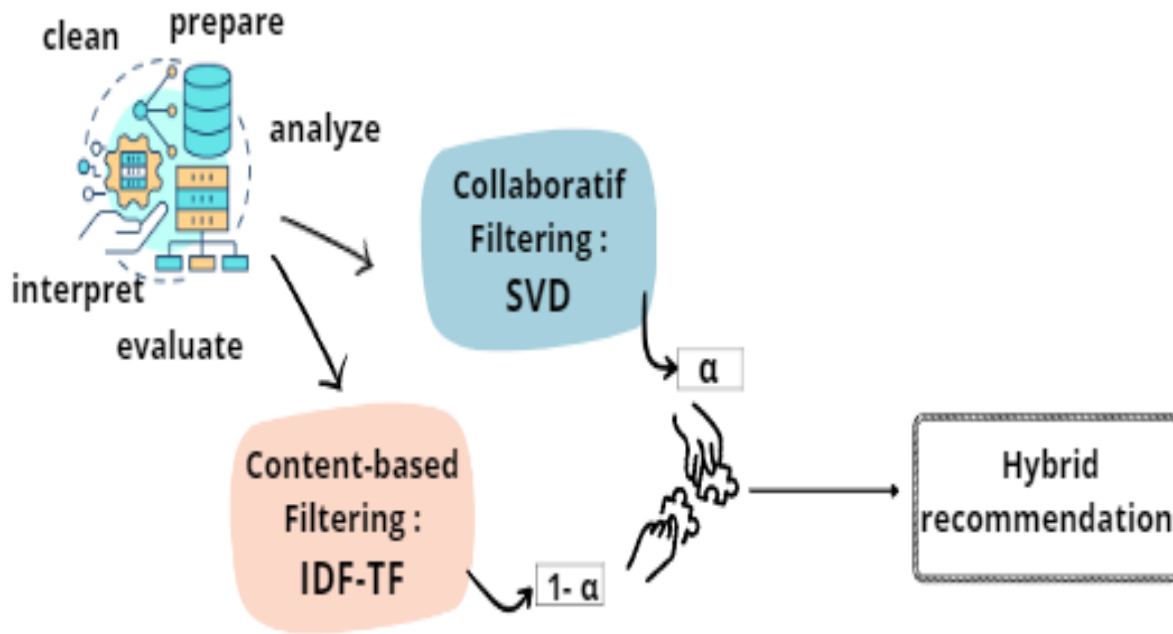 clean
prepare
analyze
interpret
evaluate
Collaboratif
Filtering :
SVD
α
Content-based
Filtering :
IDF-TF
1- α
Hybrid
recommendation